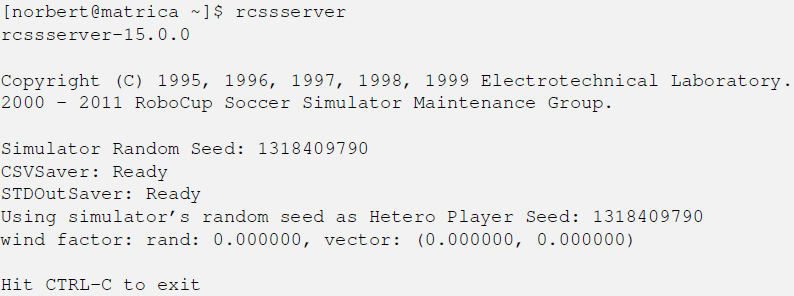 [norbert@matrica ~]$ rcssserver
rcssserver-15.0.0
Copyright (C) 1995, 1996, 1997, 1998, 1999 Electrotechnical Laboratory.
2000 - 2011 RoboCup Soccer Simulator Maintenance Group.
Simulator Random Seed: 1318409790
CSVSaver: Ready
STDOutSaver: Ready
Using simulator’s random seed as Hetero Player Seed: 1318409790
wind factor: rand: 0.000000, vector: (0.000000, 0.000000)
Hit CTRL-C to exit